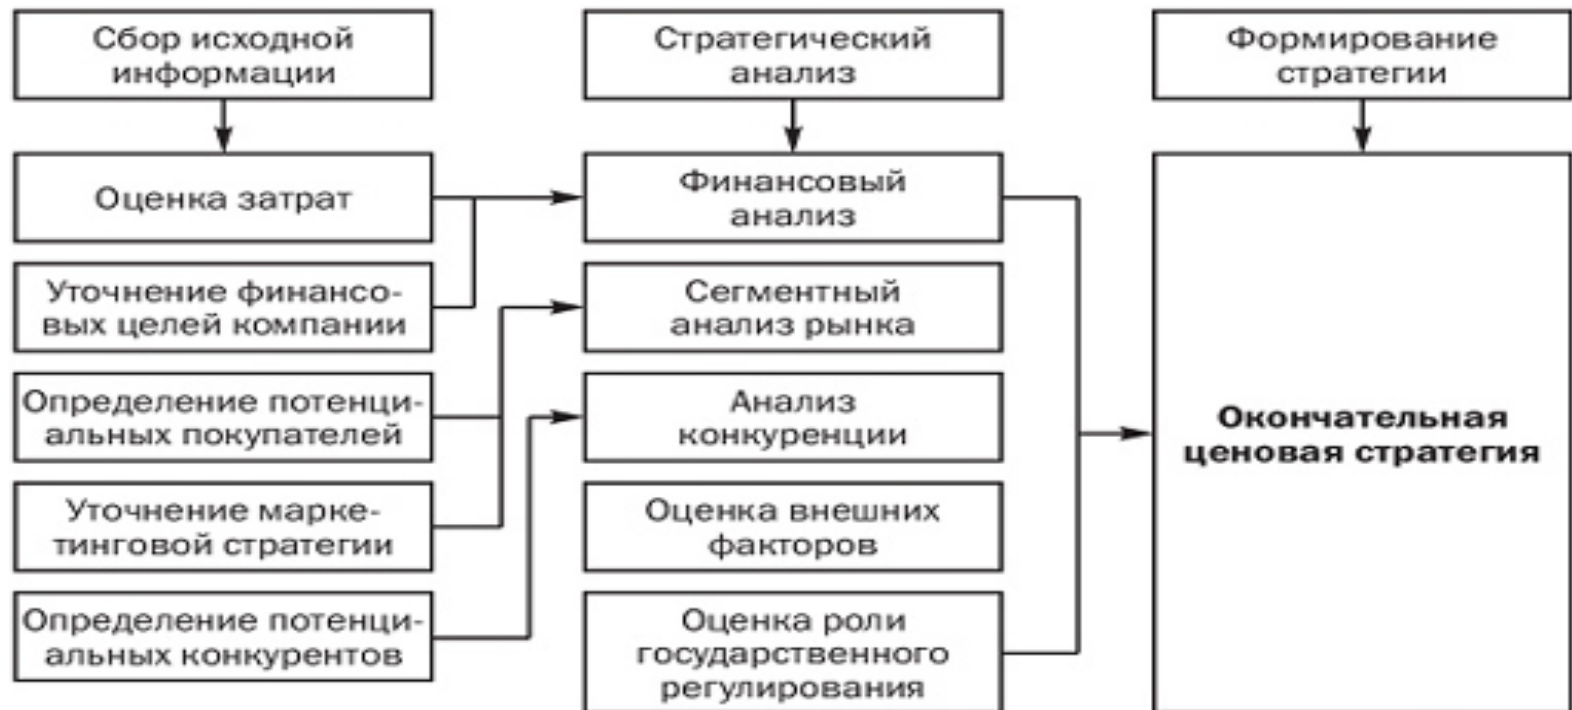 Сбор исходной
информации
Стратегический
анализ
Формирование
стратегии
Оценка затрат
Финансовый
анализ
Уточнение финансо-
вых целей компании
Сегментный
анализ рынка
Определение потенци-
альных покупателей
Анализ
конкуренции
Окончательная
ценовая стратегия
Уточнение марке-
тинговой стратегии
Оценка внешних
факторов
Определение потенци-
альных конкурентов
Оценка роли
государственного
регулирования